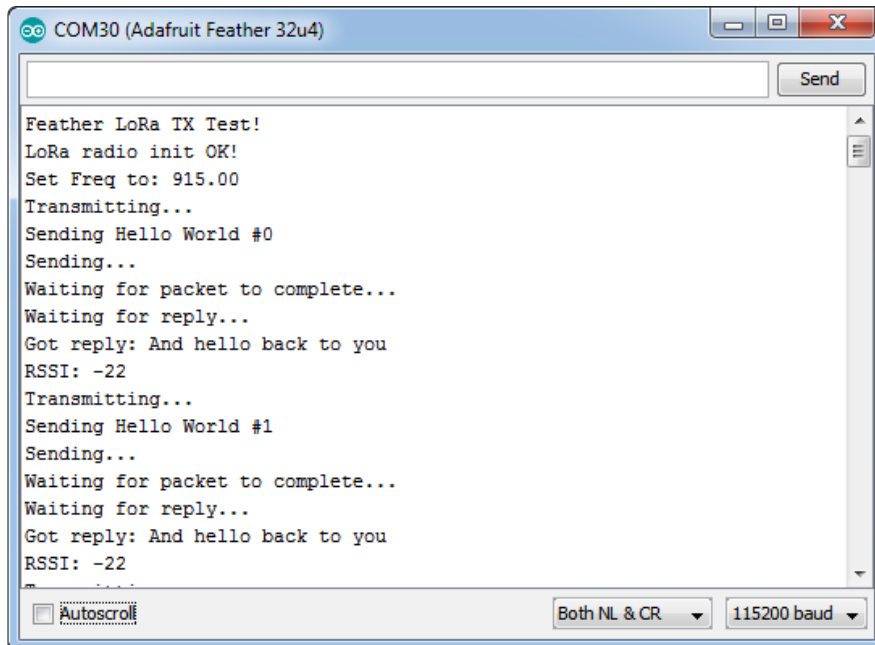 COM30 (Adafruit Feather 32u4)
Send
Feather LoRa TX Test!
LoRa radio init OK!
Set Freq to: 915.00
Transmitting...
Sending Hello World #0
Sending...
Waiting for packet to complete...
Waiting for reply...
Got reply: And hello back to you
RSSI: -22
Transmitting...
Sending Hello World #1
Sending...
Waiting for packet to complete...
Waiting for reply...
Got reply: And hello back to you
RSSI: -22
Autoscroll Both NL & CR 115200 baud